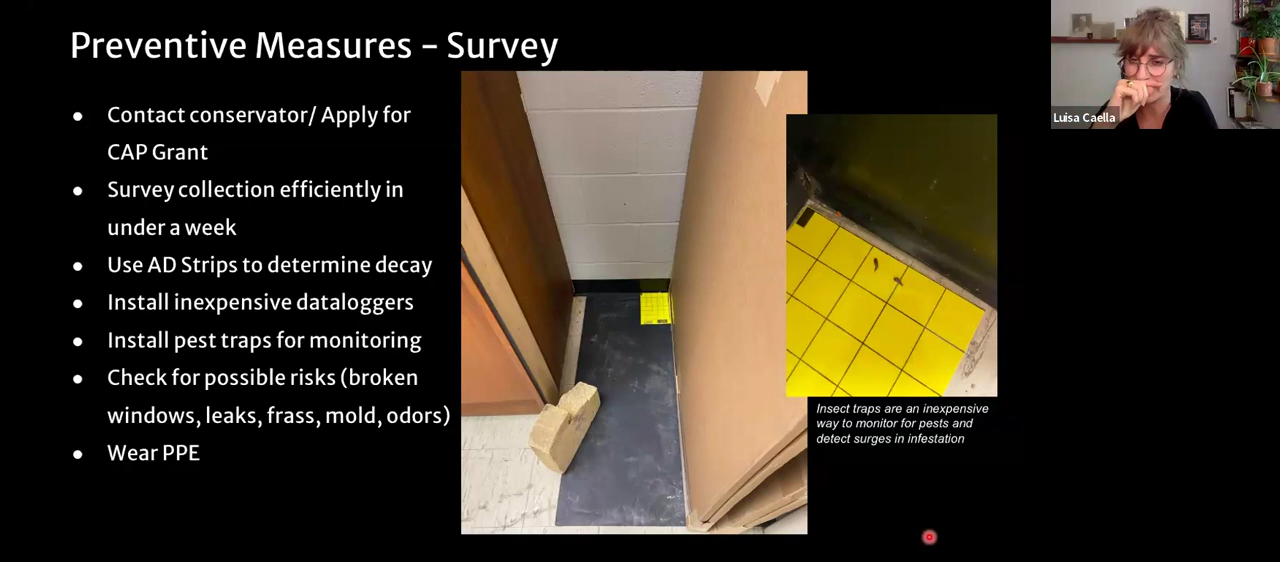 Preventive Measures - Survey
● Contact conservator/ Apply for
CAP Grant
● Survey collection efficiently in
under a week
● Use AD Strips to determine decay
● Install inexpensive dataloggers
● Install pest traps for monitoring
● Check for possible risks (broken
windows, leaks, frass, mold, odors)
● Wear PPE
Insect traps are an inexpensive
way to monitor for pests and
detect surges in infestation
Luisa Caella